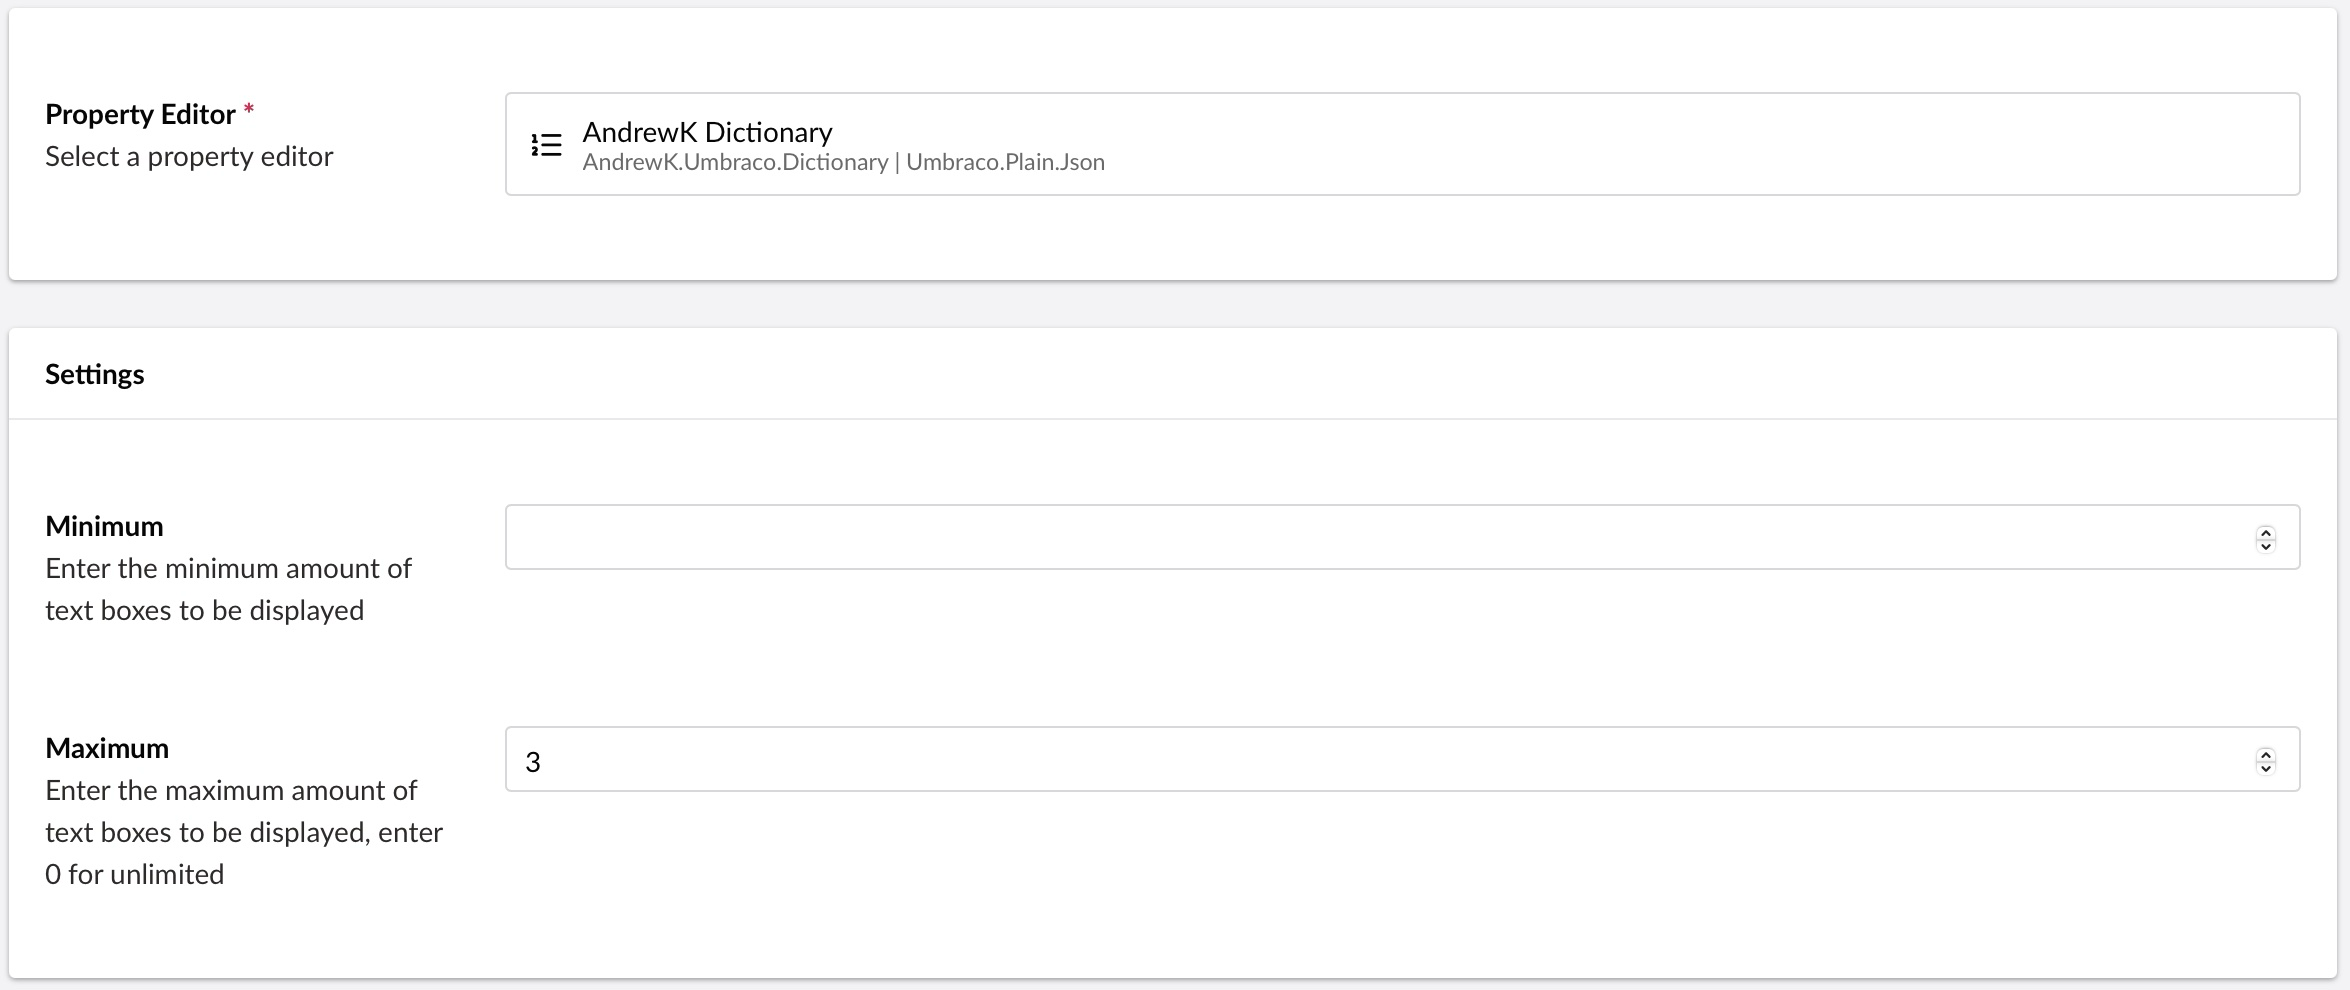 Property Editor *
Select a property editor
AndrewK Dictionary
AndrewK.Umbraco.Dictionary | Umbraco.Plain.Json
Settings
Minimum
Enter the minimum amount of
text boxes to be displayed
Maximum
Enter the maximum amount of
text boxes to be displayed, enter
0 for unlimited
3